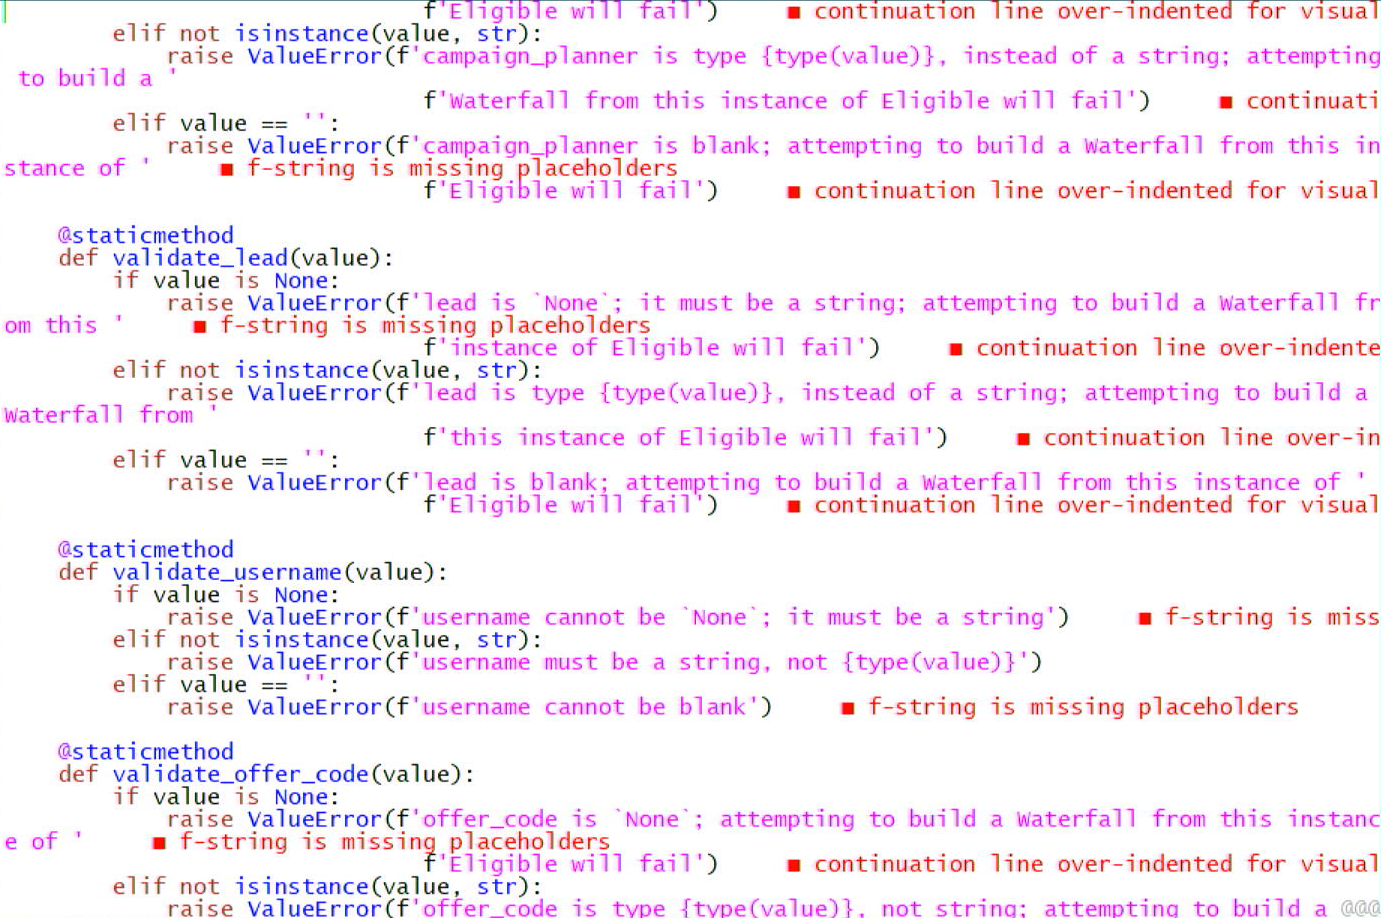 f'Eligible will fail')     ■ continuation line over-indented for visual
elif not isinstance(value, str):
raise ValueError(f'campaign_planner is type {type(value)}, instead of a string; attempting
to build a '
f'Waterfall from this instance of Eligible will fail')     ■ continuati
elif value == '':
raise ValueError(f'campaign_planner is blank; attempting to build a Waterfall from this in
stance of '     ■ f-string is missing placeholders
f'Eligible will fail')     ■ continuation line over-indented for visual
@staticmethod
def validate_lead(value):
if value is None:
raise ValueError(f'lead is `None`; it must be a string; attempting to build a Waterfall fr
om this '     ■ f-string is missing placeholders
f'instance of Eligible will fail')     ■ continuation line over-indente
elif not isinstance(value, str):
raise ValueError(f'lead is type {type(value)}, instead of a string; attempting to build a
Waterfall from '
f'this instance of Eligible will fail')     ■ continuation line over-in
elif value == '':
raise ValueError(f'lead is blank; attempting to build a Waterfall from this instance of '
f'Eligible will fail')     ■ continuation line over-indented for visual
@staticmethod
def validate_username(value):
if value is None:
raise ValueError(f'username cannot be `None`; it must be a string')     ■ f-string is miss
elif not isinstance(value, str):
raise ValueError(f'username must be a string, not {type(value)}')
elif value == '':
raise ValueError(f'username cannot be blank')     ■ f-string is missing placeholders
@staticmethod
def validate_offer_code(value):
if value is None:
raise ValueError(f'offer_code is `None`; attempting to build a Waterfall from this instanc
e of '     ■ f-string is missing placeholders
f'Eligible will fail')     ■ continuation line over-indented for visual
elif not isinstance(value, str):
raise ValueError(f'offer_code is type {type(value)}, not string; attempting to build a @@@